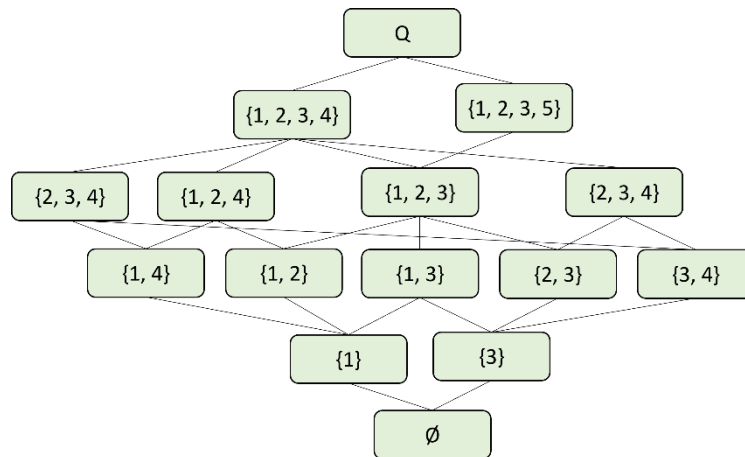 Q
{1, 2, 3, 4}
{1, 2, 3, 5}
{2, 3, 4}
{1, 2, 4}
{1, 2, 3}
{2, 3, 4}
{1, 4}
{1, 2}
{1, 3}
{2, 3}
{3, 4}
{1}
{3}
Ø